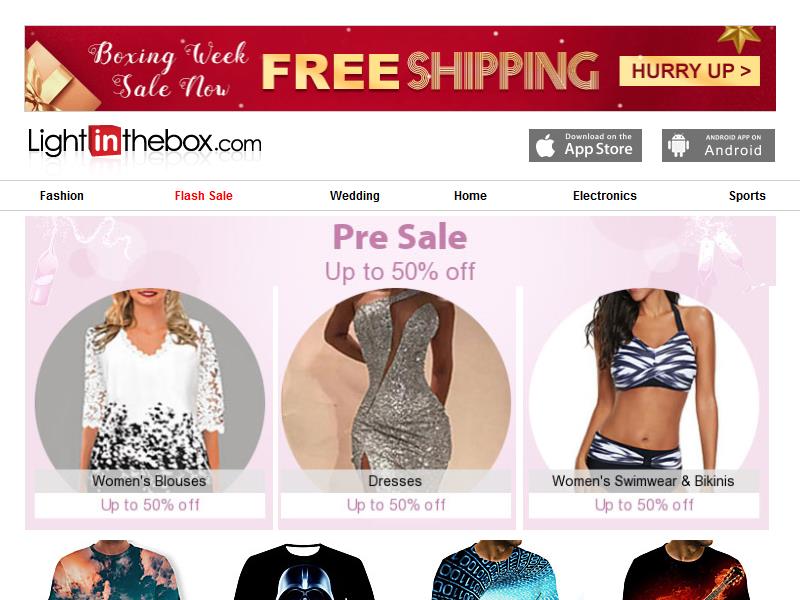 Boxing Week
Sale Now
FREE SHIPPING
HURRY UP >
Lightinthebox.com
Download on the
App Store
ANDROID APP ON
Android
Fashion
Flash Sale
Wedding
Home
Electronics
Sports
Pre Sale
Up to 50% off
Women's Blouses
Up to 50% off
Dresses
Up to 50% off
Women's Swimwear & Bikinis
Up to 50% off